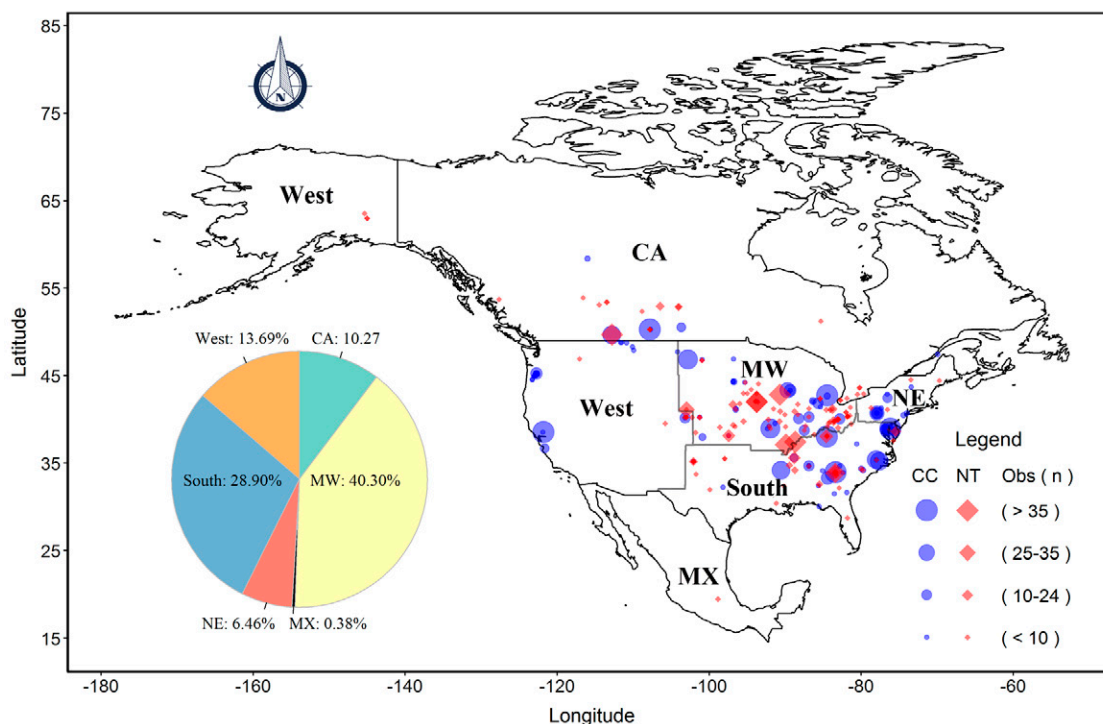 85
75
65
55
45
35
25
15
Latitude
N
West
CA
West
MW
NE
South
MX
West: 13.69%
CA: 10.27
South: 28.90%
MW: 40.30%
NE: 6.46%
MX: 0.38%
Legend
CC NT Obs ( n )
( > 35 )
( 25-35 )
( 10-24 )
( < 10 )
-180 -160 -140 -120 -100 -80 -60
Longitude